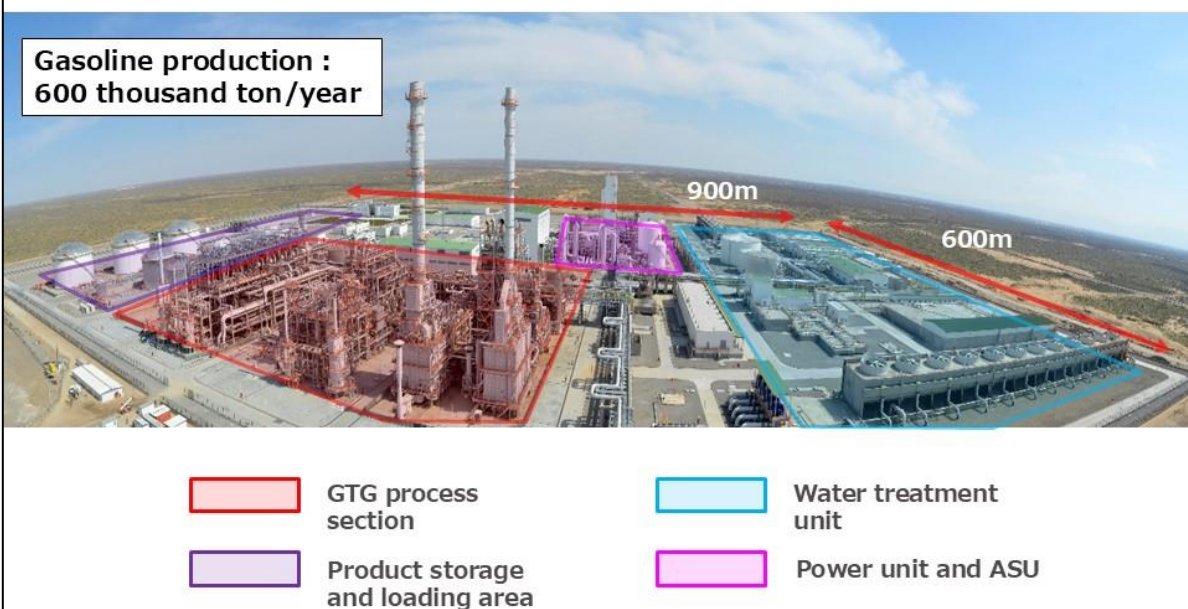 Gasoline production :
600 thousand ton/year
900m
600m
GTG process
section
Water treatment
unit
Product storage
and loading area
Power unit and ASU